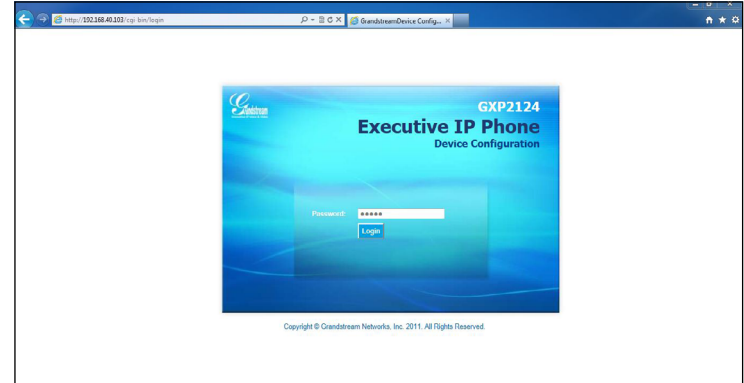 http://192.168.40.103/cgi-bin/login
GrandstreamDevice Config...
Grandstream
GXP2124
Executive IP Phone
Device Configuration
Password:
Login
Copyright © Grandstream Networks, Inc. 2011. All Rights Reserved.